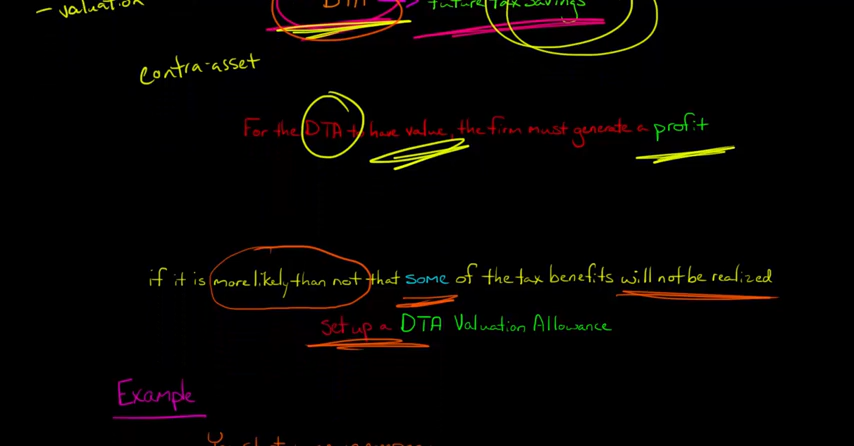 - valuation
DTA -> future tax savings
contra-asset
For the DTA to have value, the firm must generate a profit
if it is more likely than not that some of the tax benefits will not be realized
set up a DTA Valuation Allowance
Example